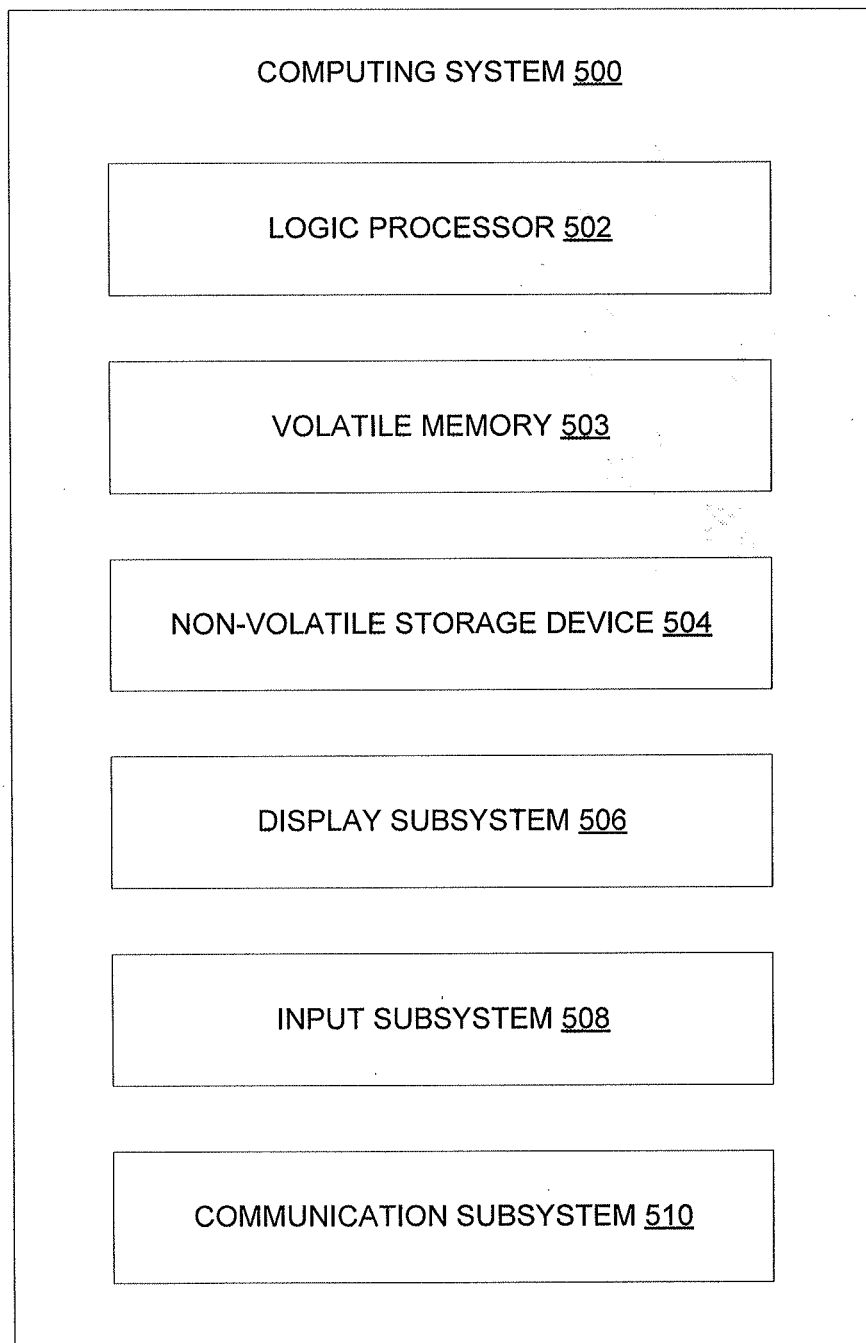 COMPUTING SYSTEM 500
LOGIC PROCESSOR 502
VOLATILE MEMORY 503
NON-VOLATILE STORAGE DEVICE 504
DISPLAY SUBSYSTEM 506
INPUT SUBSYSTEM 508
COMMUNICATION SUBSYSTEM 510